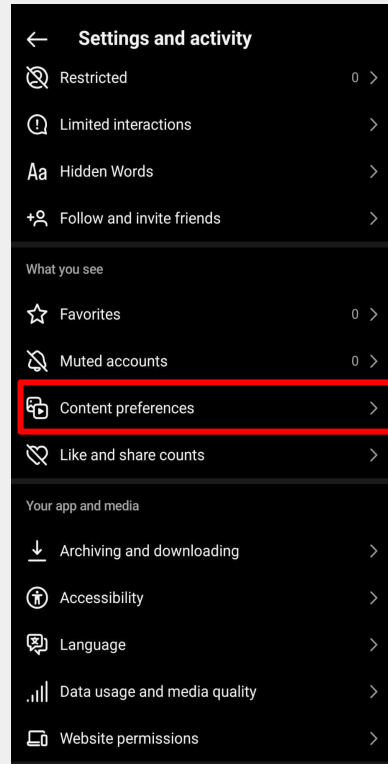 Settings and activity
Restricted 0
Limited interactions
Aa Hidden Words
Follow and invite friends
What you see
Favorites 0
Muted accounts 0
Content preferences
Like and share counts
Your app and media
Archiving and downloading
Accessibility
Language
Data usage and media quality
Website permissions